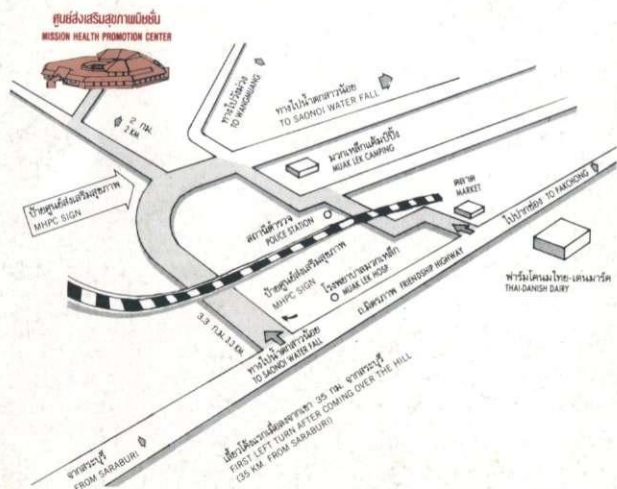 ศูนย์ส่งเสริมสุขภาพมิชชั่น
MISSION HEALTH PROMOTION CENTER
ทางไปวังม่วง
TO WANGMUANG
ทางไปน้ำตกสาวน้อย
TO SAONOI WATER FALL
2 กม.
2 KM.
มวกเหล็กแค้มป์ปิ้ง
MUAK LEK CAMPING
ป้ายศูนย์ส่งเสริมสุขภาพ
MHPC SIGN
ตลาด
MARKET
สถานีตำรวจ
POLICE STATION
ไปปากช่อง TO PAKCHONG
ป้ายศูนย์ส่งเสริมสุขภาพ
MHPC SIGN
โรงพยาบาลมวกเหล็ก
MUAK LEK HOSP
ถ.มิตรภาพ FRIENDSHIP HIGHWAY
ฟาร์มโคนมไทย-เดนมาร์ค
THAI-DANISH DAIRY
3.3 กม. 3.3 KM.
ทางไปน้ำตกสาวน้อย
TO SAONOI WATER FALL
จากสระบุรี
FROM SARABURI
เลี้ยวโค้งแรกเมื่อลงจากเขา 35 กม. จากสระบุรี
FIRST LEFT TURN AFTER COMING OVER THE HILL
(35 KM. FROM SARABURI)